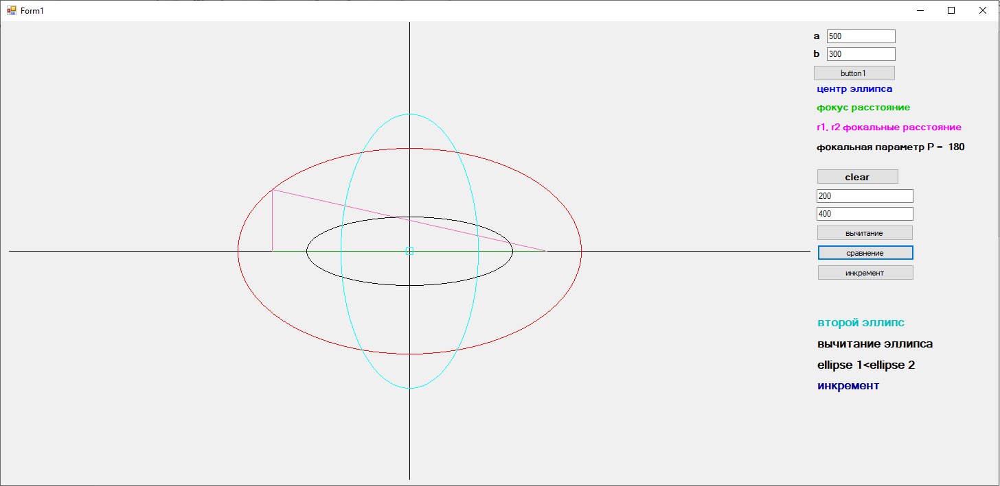 Form1
a 500
b 300
button1
центр эллипса
фокус расстояние
r1, r2 фокальные расстояние
фокальная параметр P = 180
clear
200
400
вычитание
сравнение
инкремент
второй эллипс
вычитание эллипса
ellipse 1<ellipse 2
инкремент